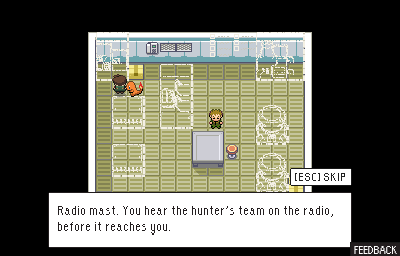 [ESC] SKIP
Radio mast. You hear the hunter's team on the radio,
before it reaches you.
FEEDBACK